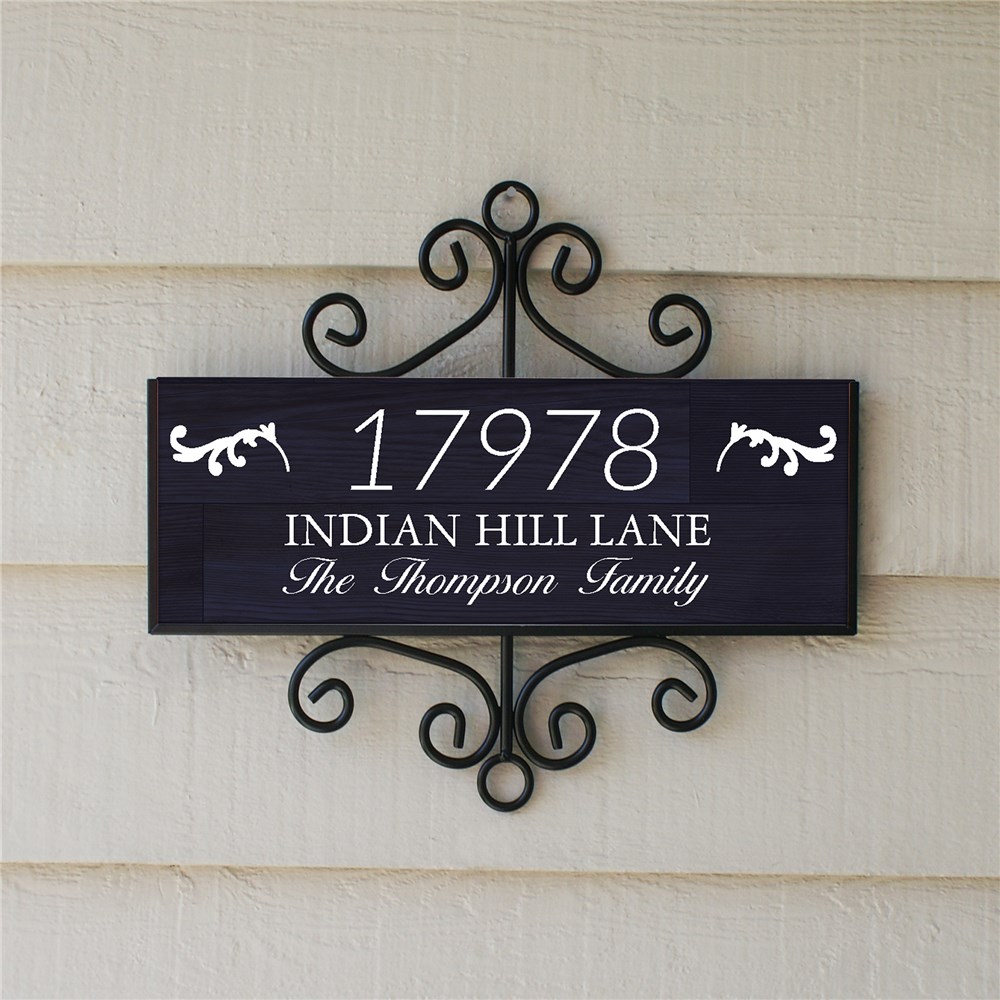 17978
INDIAN HILL LANE
The Thompson Family